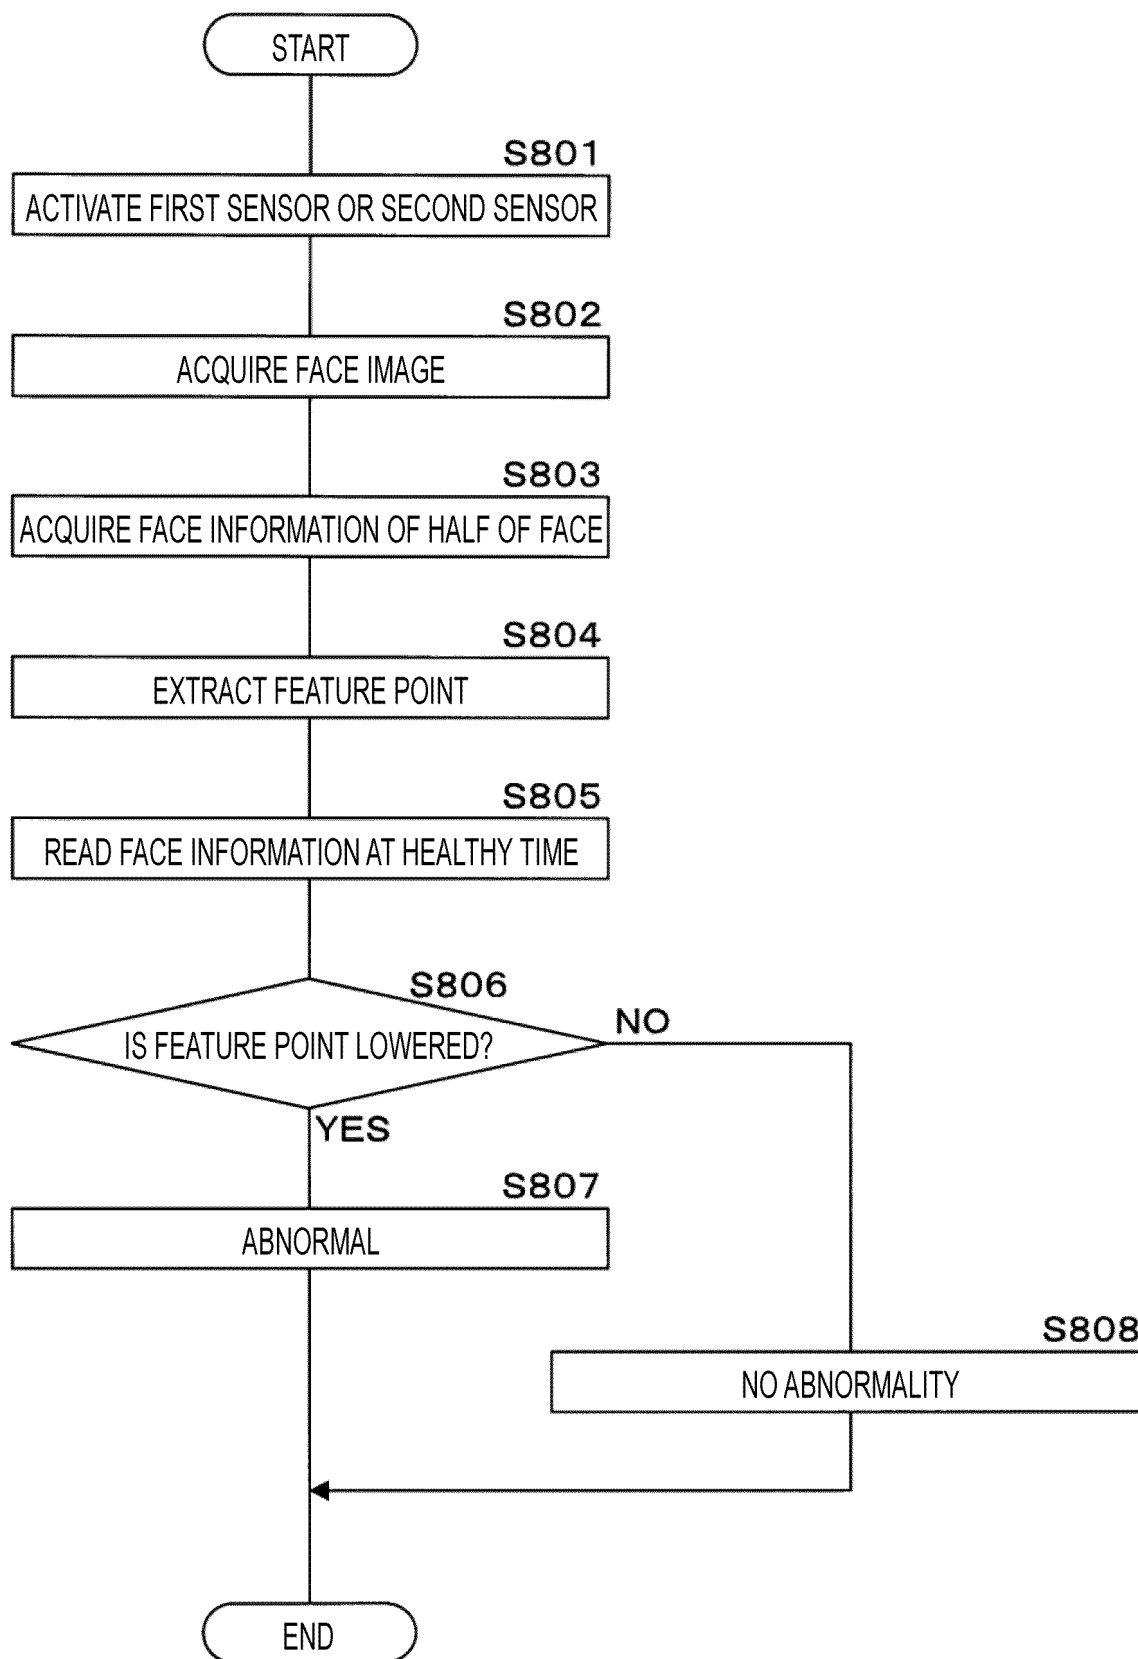 START
S801
ACTIVATE FIRST SENSOR OR SECOND SENSOR
S802
ACQUIRE FACE IMAGE
S803
ACQUIRE FACE INFORMATION OF HALF OF FACE
S804
EXTRACT FEATURE POINT
S805
READ FACE INFORMATION AT HEALTHY TIME
S806
IS FEATURE POINT LOWERED?
NO
YES
S807
ABNORMAL
S808
NO ABNORMALITY
END